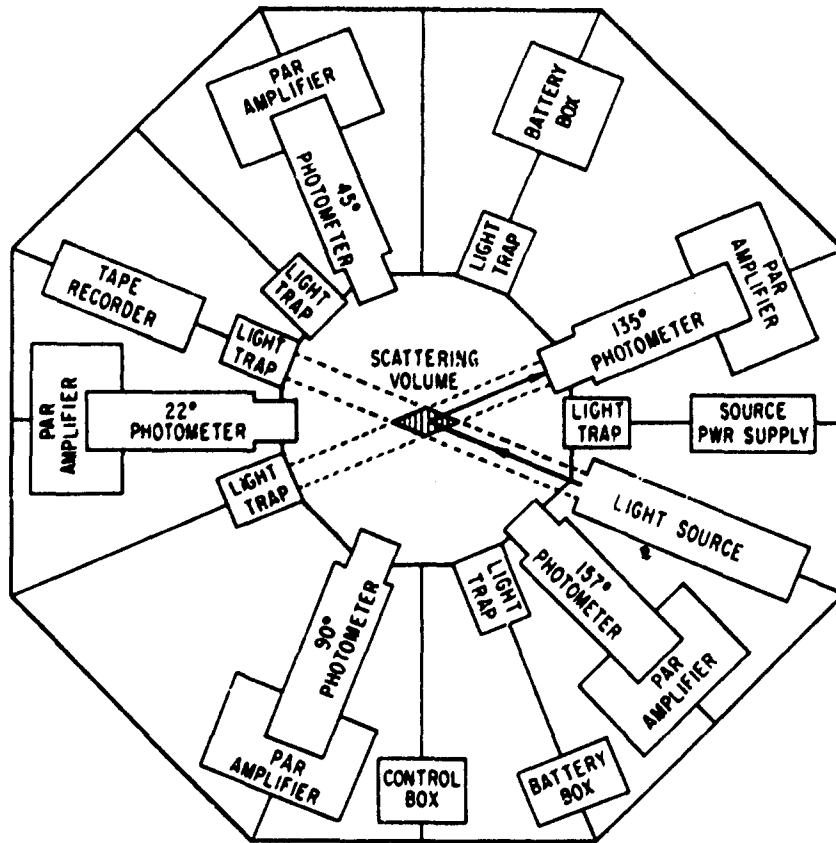 PAR
AMPLIFIER
45°
PHOTOMETER
BATTERY
BOX
LIGHT
TRAP
PAR
AMPLIFIER
135°
PHOTOMETER
TAPE
RECORDER
LIGHT
TRAP
LIGHT
TRAP
SCATTERING
VOLUME
PAR
AMPLIFIER
22°
PHOTOMETER
LIGHT
TRAP
SOURCE
PWR SUPPLY
LIGHT
TRAP
LIGHT SOURCE
90°
PHOTOMETER
PAR
AMPLIFIER
LIGHT
TRAP
157°
PHOTOMETER
PAR
AMPLIFIER
CONTROL
BOX
BATTERY
BOX